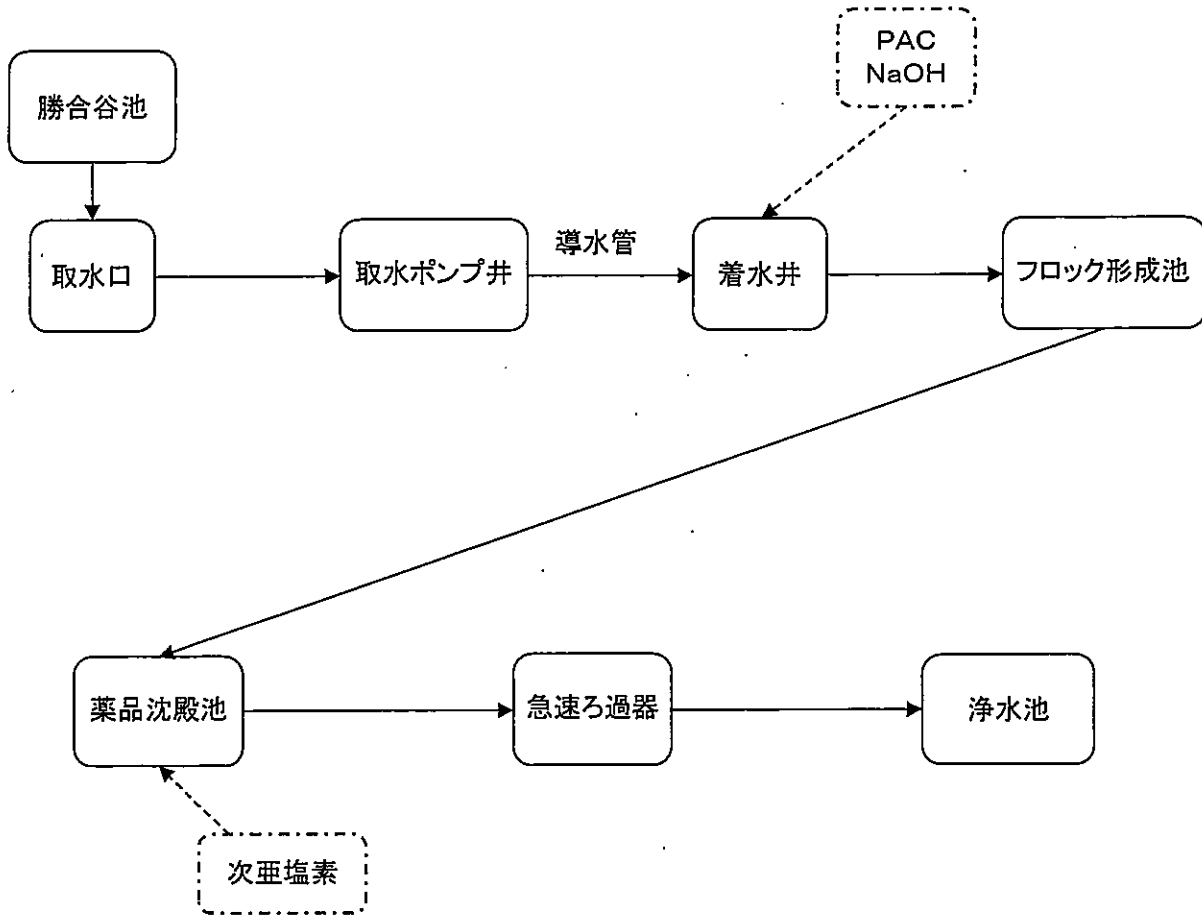 PAC
NaOH
勝合谷池
取水口
取水ポンプ井
導水管
着水井
フロック形成池
薬品沈殿池
急速ろ過器
浄水池
次亜塩素